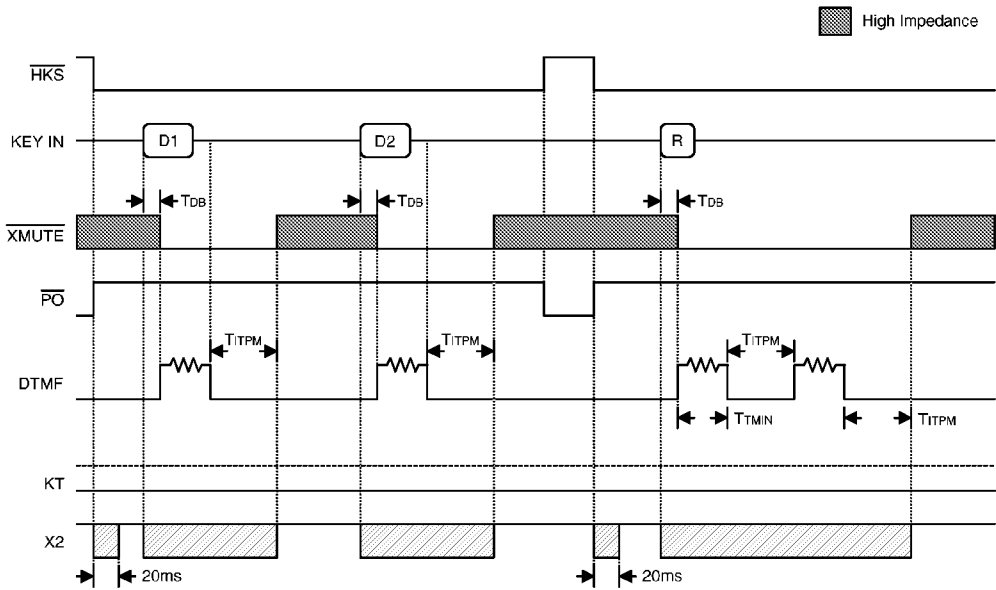 High Impedance
HKS
KEY IN D1 D2 R
TDB TDB TDB
XMUTE
PO
TITPM TITPM TITPM
DTMF
TTMIN TITPM
KT
X2
20ms 20ms